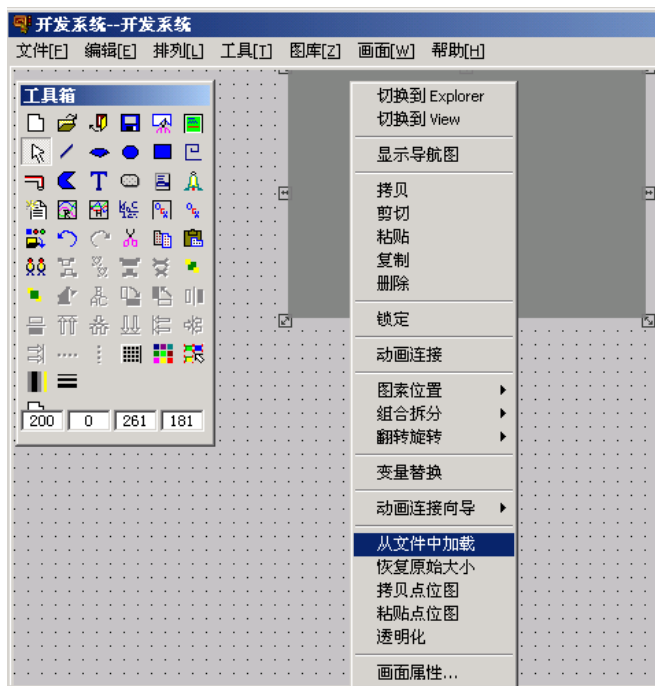 开发系统--开发系统
文件[F] 编辑[E] 排列[L] 工具[T] 图库[Z] 画面[W] 帮助[H]
工具箱
200 0 261 181
切换到 Explorer
切换到 View
显示导航图
拷贝
剪切
粘贴
复制
删除
锁定
动画连接
图素位置
组合拆分
翻转旋转
变量替换
动画连接向导
从文件中加载
恢复原始大小
拷贝点位图
粘贴点位图
透明化
画面属性...